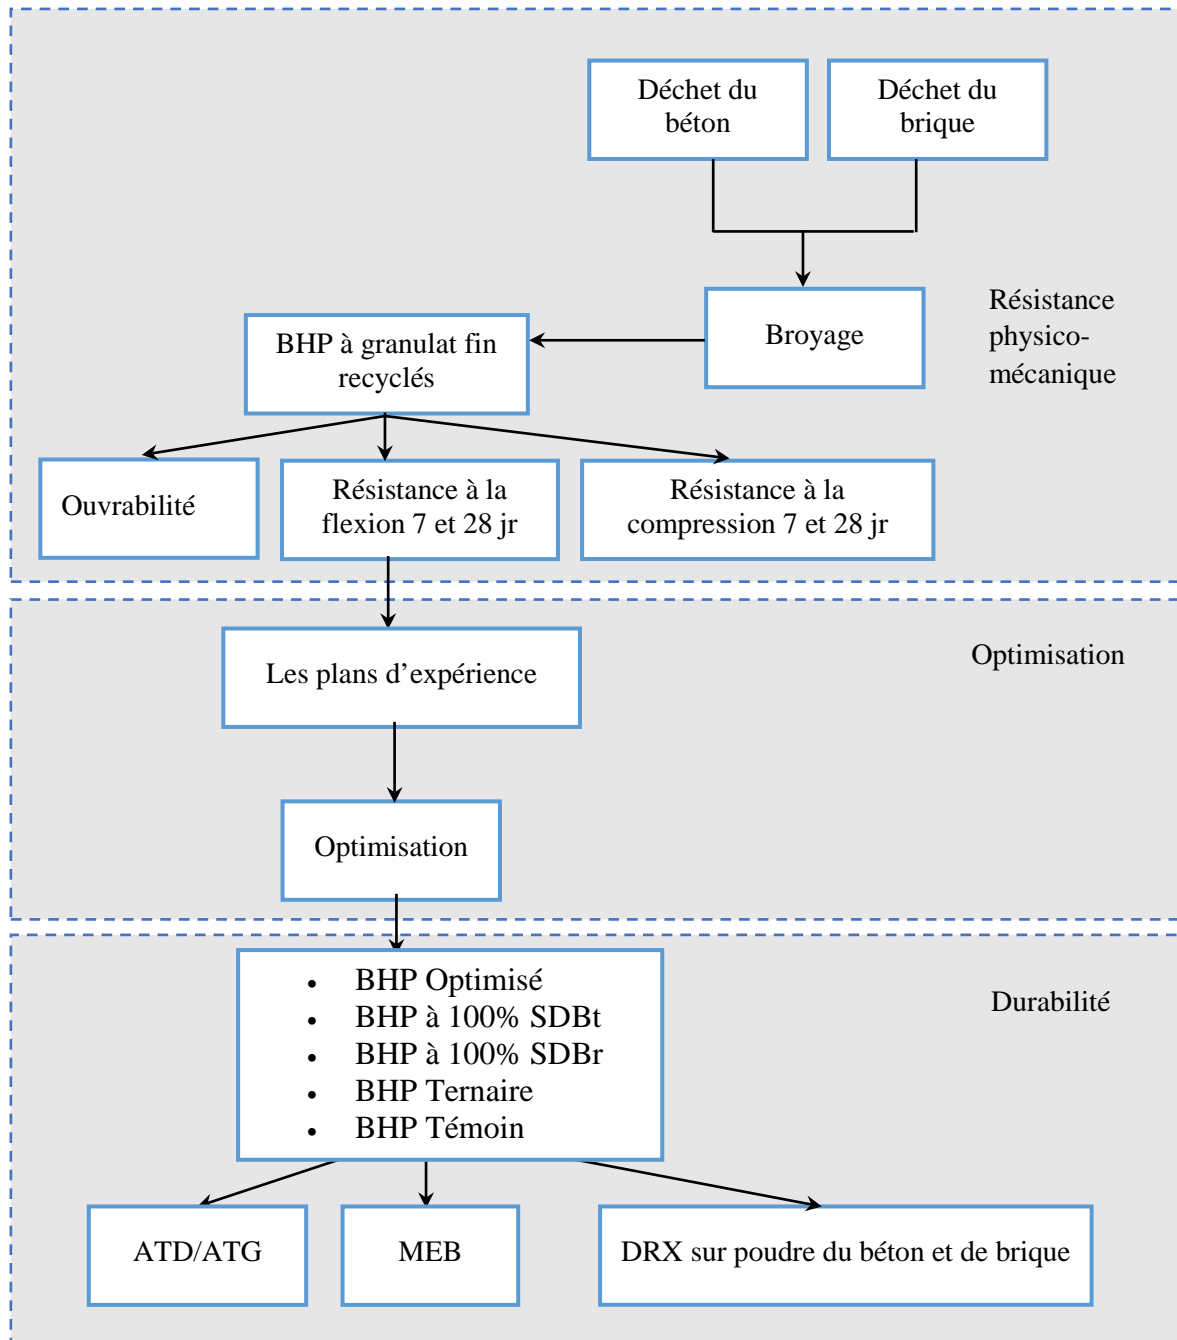 Déchet du
béton
Déchet du
brique
Broyage
Résistance
physico-
mécanique
BHP à granulat fin
recyclés
Ouvrabilité
Résistance à la
flexion 7 et 28 jr
Résistance à la
compression 7 et 28 jr
Les plans d’expérience
Optimisation
Optimisation
• BHP Optimisé
• BHP à 100% SDBt
• BHP à 100% SDBr
• BHP Ternaire
• BHP Témoin
Durabilité
ATD/ATG
MEB
DRX sur poudre du béton et de brique